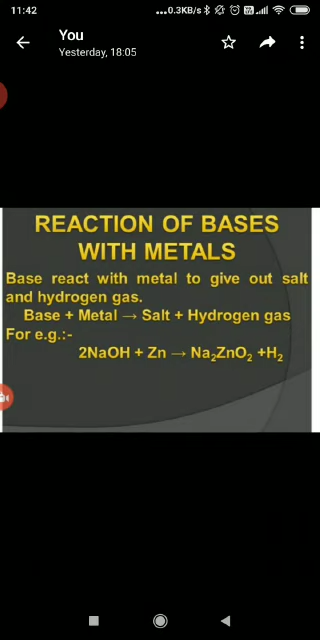 11:42
...0.3KB/s
You
Yesterday, 18:05
REACTION OF BASES
WITH METALS
Base react with metal to give out salt
and hydrogen gas.
Base + Metal → Salt + Hydrogen gas
For e.g.:-
2NaOH + Zn → Na₂ZnO₂ +H₂